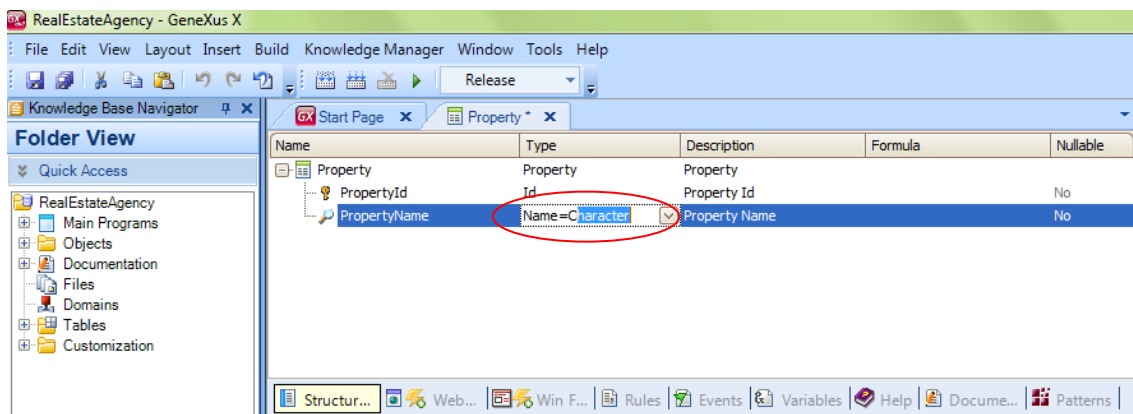 RealEstateAgency - GeneXus X
File Edit View Layout Insert Build Knowledge Manager Window Tools Help
Release
Knowledge Base Navigator
Start Page
Property *
Folder View
Name Type Description Formula Nullable
Quick Access
Property Property Property
PropertyId Id Property Id No
RealEstateAgency
PropertyName Name=Character Property Name No
Main Programs
Objects
Documentation
Files
Domains
Tables
Customization
Structur... Web... Win F... Rules Events Variables Help Docume... Patterns